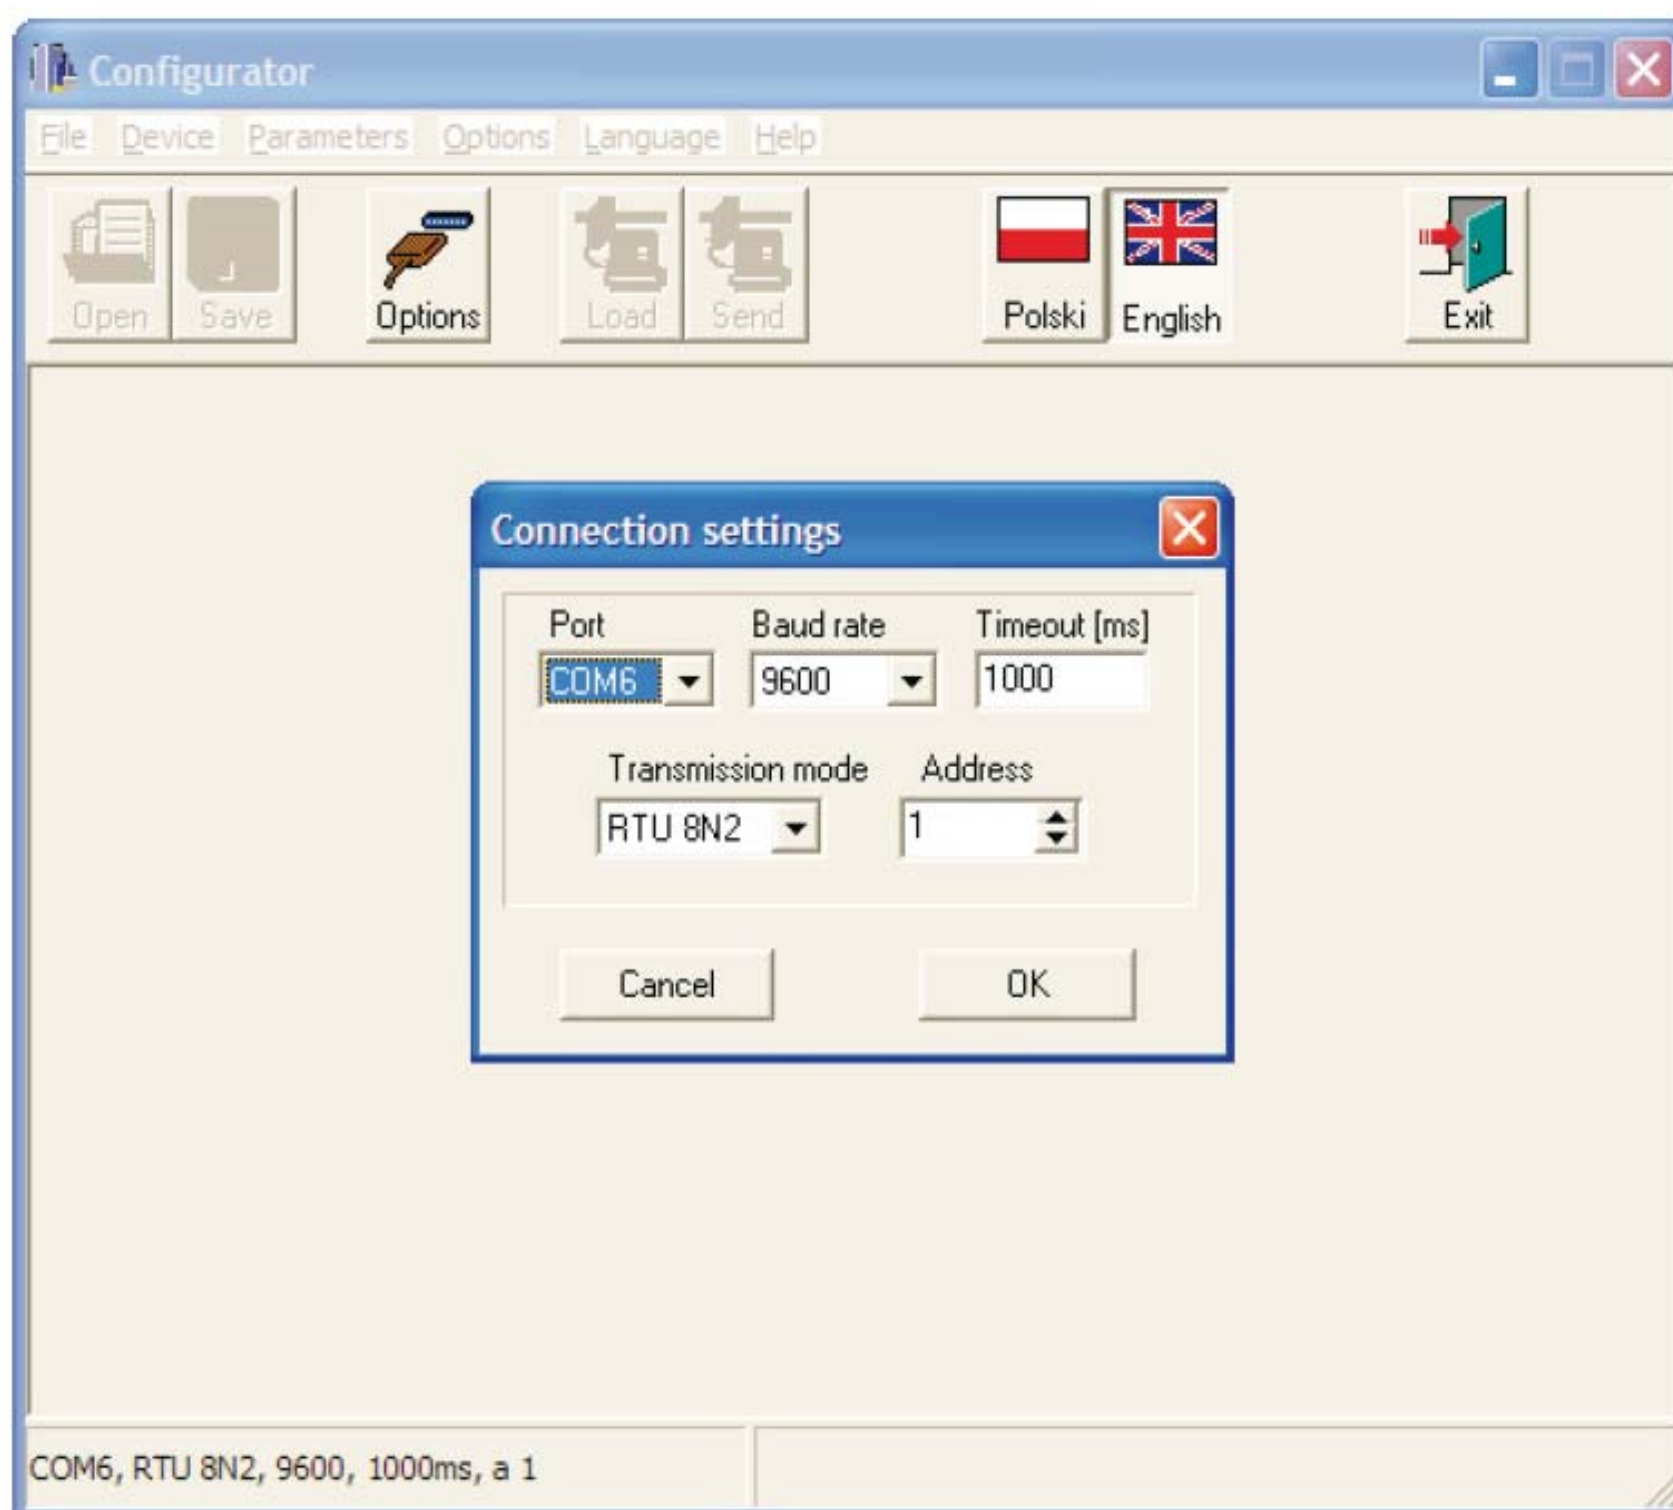 Configurator
File Device Parameters Options Language Help
Open Save Options Load Send Polski English Exit
Connection settings
Port Baud rate Timeout [ms]
COM6 9600 1000
Transmission mode Address
RTU 8N2 1
Cancel OK
COM6, RTU 8N2, 9600, 1000ms, a 1